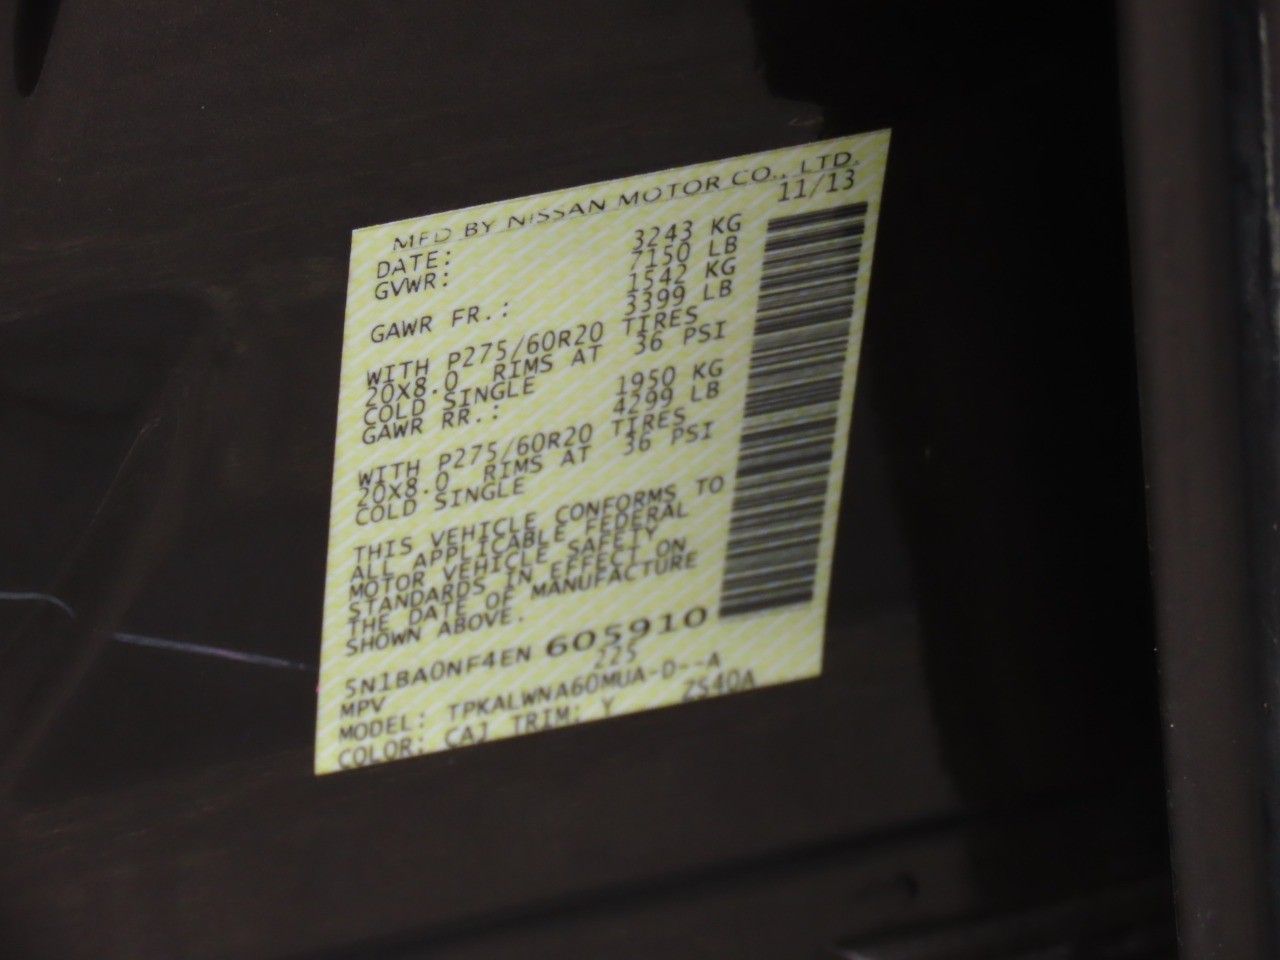 MFD BY NISSAN MOTOR CO., LTD.
DATE: 11/13
GVWR: 3243 KG
7150 LB
GAWR FR.: 1542 KG
3399 LB
WITH P275/60R20 TIRES
20X8.0 RIMS AT 36 PSI
COLD SINGLE
GAWR RR.: 1950 KG
4299 LB
WITH P275/60R20 TIRES
20X8.0 RIMS AT 36 PSI
COLD SINGLE
THIS VEHICLE CONFORMS TO
ALL APPLICABLE FEDERAL
MOTOR VEHICLE SAFETY
STANDARDS IN EFFECT ON
THE DATE OF MANUFACTURE
SHOWN ABOVE.
5N1BA0NF4EN 605910
MPV 225
MODEL: TPKALWNA60MUA-D--A
COLOR: CAJ TRIM: Y ZS40A